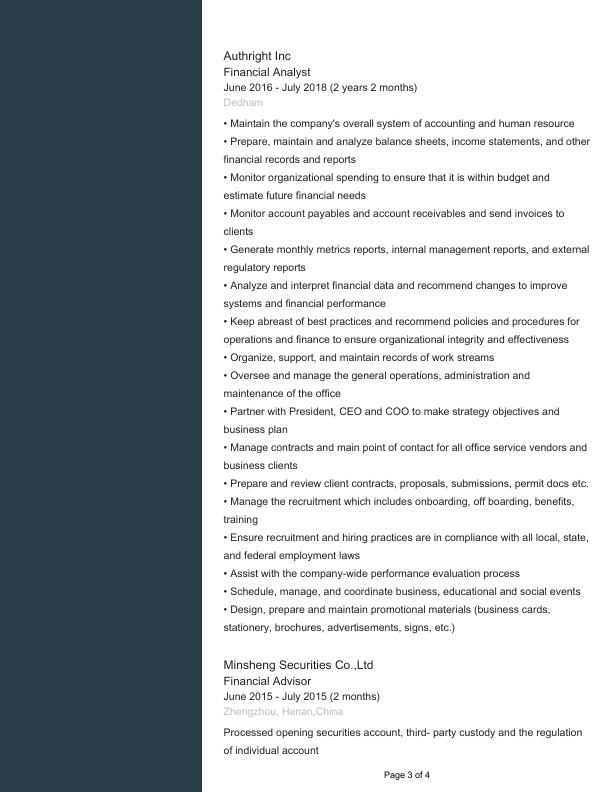 Authright Inc
Financial Analyst
June 2016 - July 2018 (2 years 2 months)
Dedham
• Maintain the company's overall system of accounting and human resource
• Prepare, maintain and analyze balance sheets, income statements, and other
financial records and reports
• Monitor organizational spending to ensure that it is within budget and
estimate future financial needs
• Monitor account payables and account receivables and send invoices to
clients
• Generate monthly metrics reports, internal management reports, and external
regulatory reports
• Analyze and interpret financial data and recommend changes to improve
systems and financial performance
• Keep abreast of best practices and recommend policies and procedures for
operations and finance to ensure organizational integrity and effectiveness
• Organize, support, and maintain records of work streams
• Oversee and manage the general operations, administration and
maintenance of the office
• Partner with President, CEO and COO to make strategy objectives and
business plan
• Manage contracts and main point of contact for all office service vendors and
business clients
• Prepare and review client contracts, proposals, submissions, permit docs etc.
• Manage the recruitment which includes onboarding, off boarding, benefits,
training
• Ensure recruitment and hiring practices are in compliance with all local, state,
and federal employment laws
• Assist with the company-wide performance evaluation process
• Schedule, manage, and coordinate business, educational and social events
• Design, prepare and maintain promotional materials (business cards,
stationery, brochures, advertisements, signs, etc.)
Minsheng Securities Co.,Ltd
Financial Advisor
June 2015 - July 2015 (2 months)
Zhengzhou, Henan,China
Processed opening securities account, third- party custody and the regulation
of individual account
Page 3 of 4